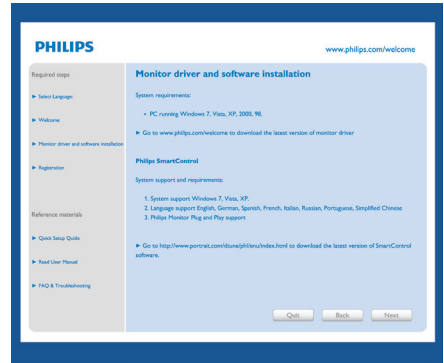 PHILIPS
www.philips.com/welcome
Required steps
► Select Language
► Welcome
► Monitor driver and software installation
► Registration
Reference materials
► Quick Setup Guide
► Read User Manual
► FAQ & Troubleshooting
Monitor driver and software installation
System requirements:
• PC running Windows 7, Vista, XP, 2000, 98.
► Go to www.philips.com/welcome to download the latest version of monitor driver
Philips SmartControl
System support and requirements:
1. System support Windows 7, Vista, XP.
2. Language support English, German, Spanish, French, Italian, Russian, Portuguese, Simplified Chinese
3. Philips Monitor Plug and Play support
► Go to http://www.portrait.com/dtune/phl/enu/index.html to download the latest version of SmartControl
software.
Quit
Back
Next